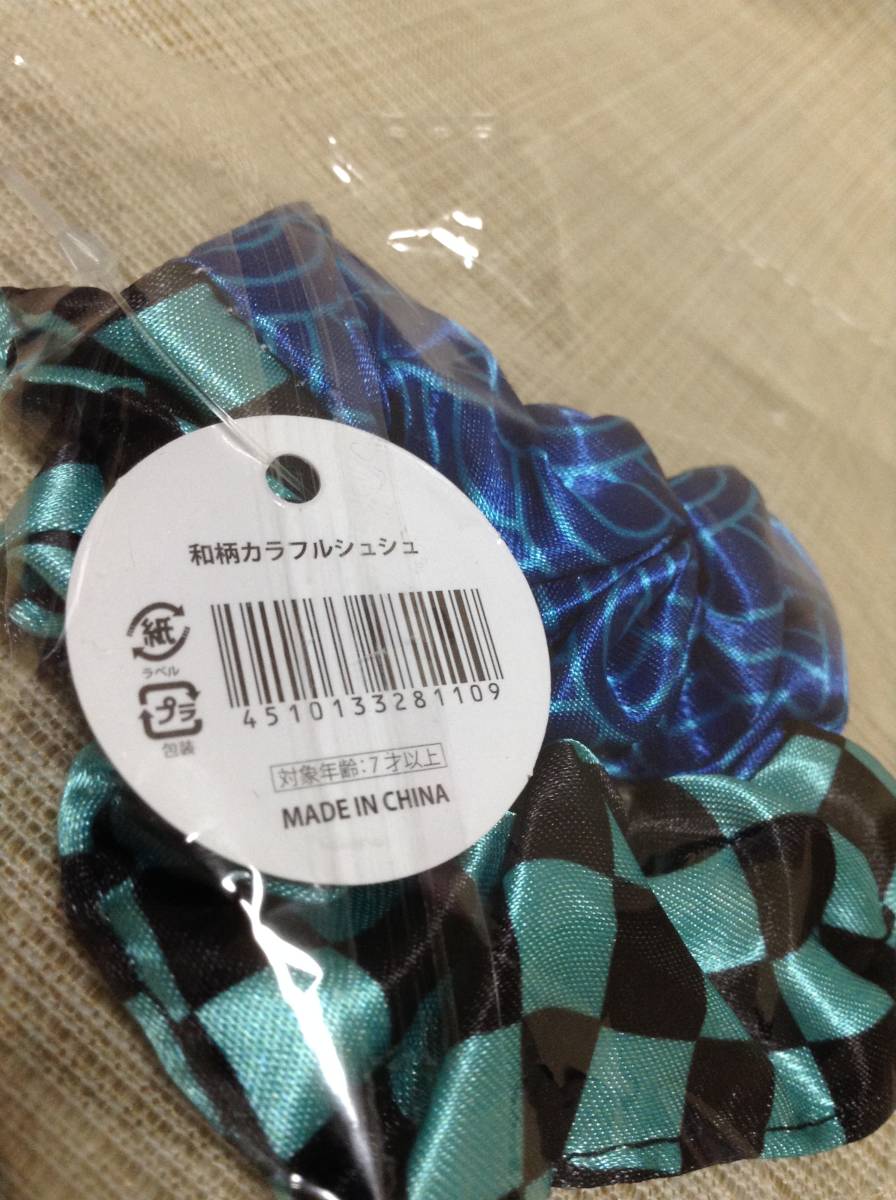 和柄カラフルシュシュ
紙
ラベル
プラ
包装
4510133281109
対象年齢:7才以上
MADE IN CHINA